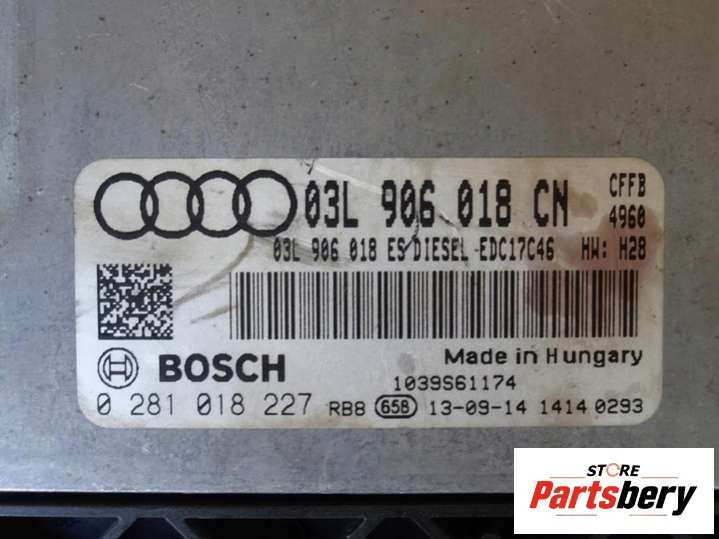 03L 906 018 CN CFFB
4960
03L 906 018 ES DIESEL EDC17C46 HW: H28
BOSCH Made in Hungary
1039S61174
0 281 018 227 RB8 658 13-09-14 1414 0293
STORE
Partsbery